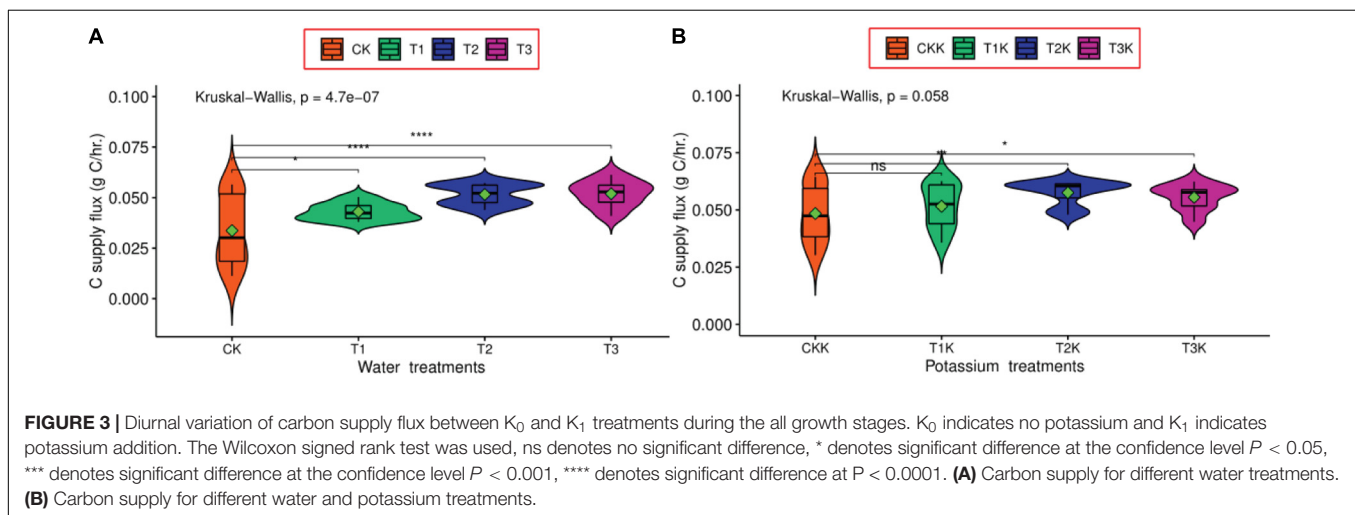 A
CK T1 T2 T3
Kruskal-Wallis, p = 4.7e-07
****
****
*
C supply flux (g C/hr.)
0.100
0.075
0.050
0.025
0.000
CK T1 T2 T3
Water treatments
B
CKK T1K T2K T3K
Kruskal-Wallis, p = 0.058
*
**
ns
C supply flux (g C/hr.)
0.100
0.075
0.050
0.025
0.000
CKK T1K T2K T3K
Potassium treatments
FIGURE 3 | Diurnal variation of carbon supply flux between K₀ and K₁ treatments during the all growth stages. K₀ indicates no potassium and K₁ indicates
potassium addition. The Wilcoxon signed rank test was used, ns denotes no significant difference, * denotes significant difference at the confidence level P < 0.05,
*** denotes significant difference at the confidence level P < 0.001, **** denotes significant difference at P < 0.0001. (A) Carbon supply for different water treatments.
(B) Carbon supply for different water and potassium treatments.